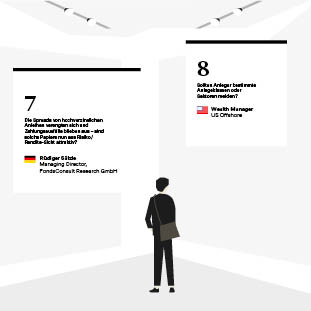 7
Die Spreads von hochverzinslichen
Anleihen verengten sich und
Zahlungsausfälle blieben aus – sind
solche Papiere nun aus Risiko/
Rendite-Sicht attraktiv?
Rüdiger Sälzle
Managing Director,
FondsConsult Research GmbH
8
Sollten Anleger bestimmte
Anlageklassen oder
Sektoren meiden?
Wealth Manager
US Offshore